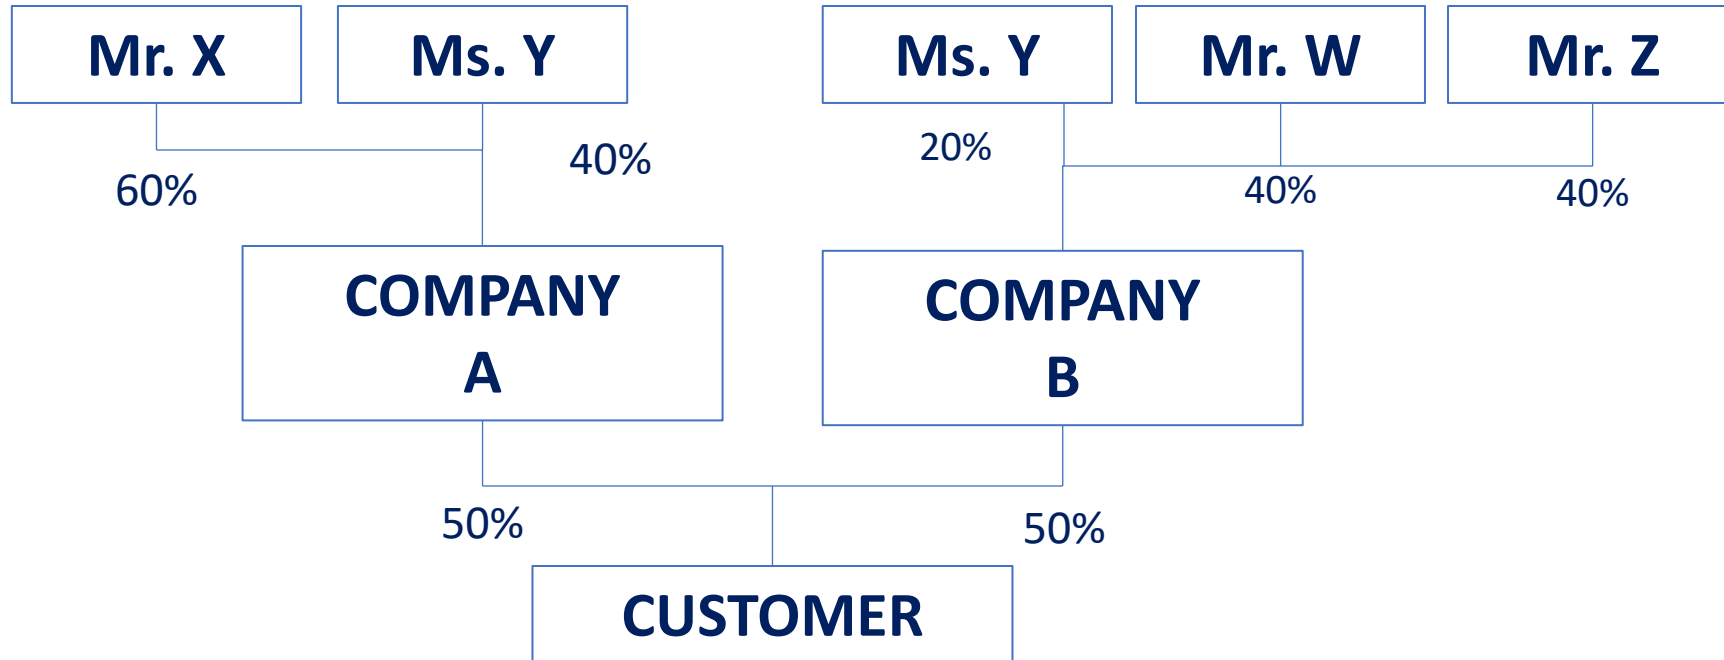 Mr. X
Ms. Y
Ms. Y
Mr. W
Mr. Z
60%
40%
20%
40%
40%
COMPANY
A
COMPANY
B
50%
50%
CUSTOMER